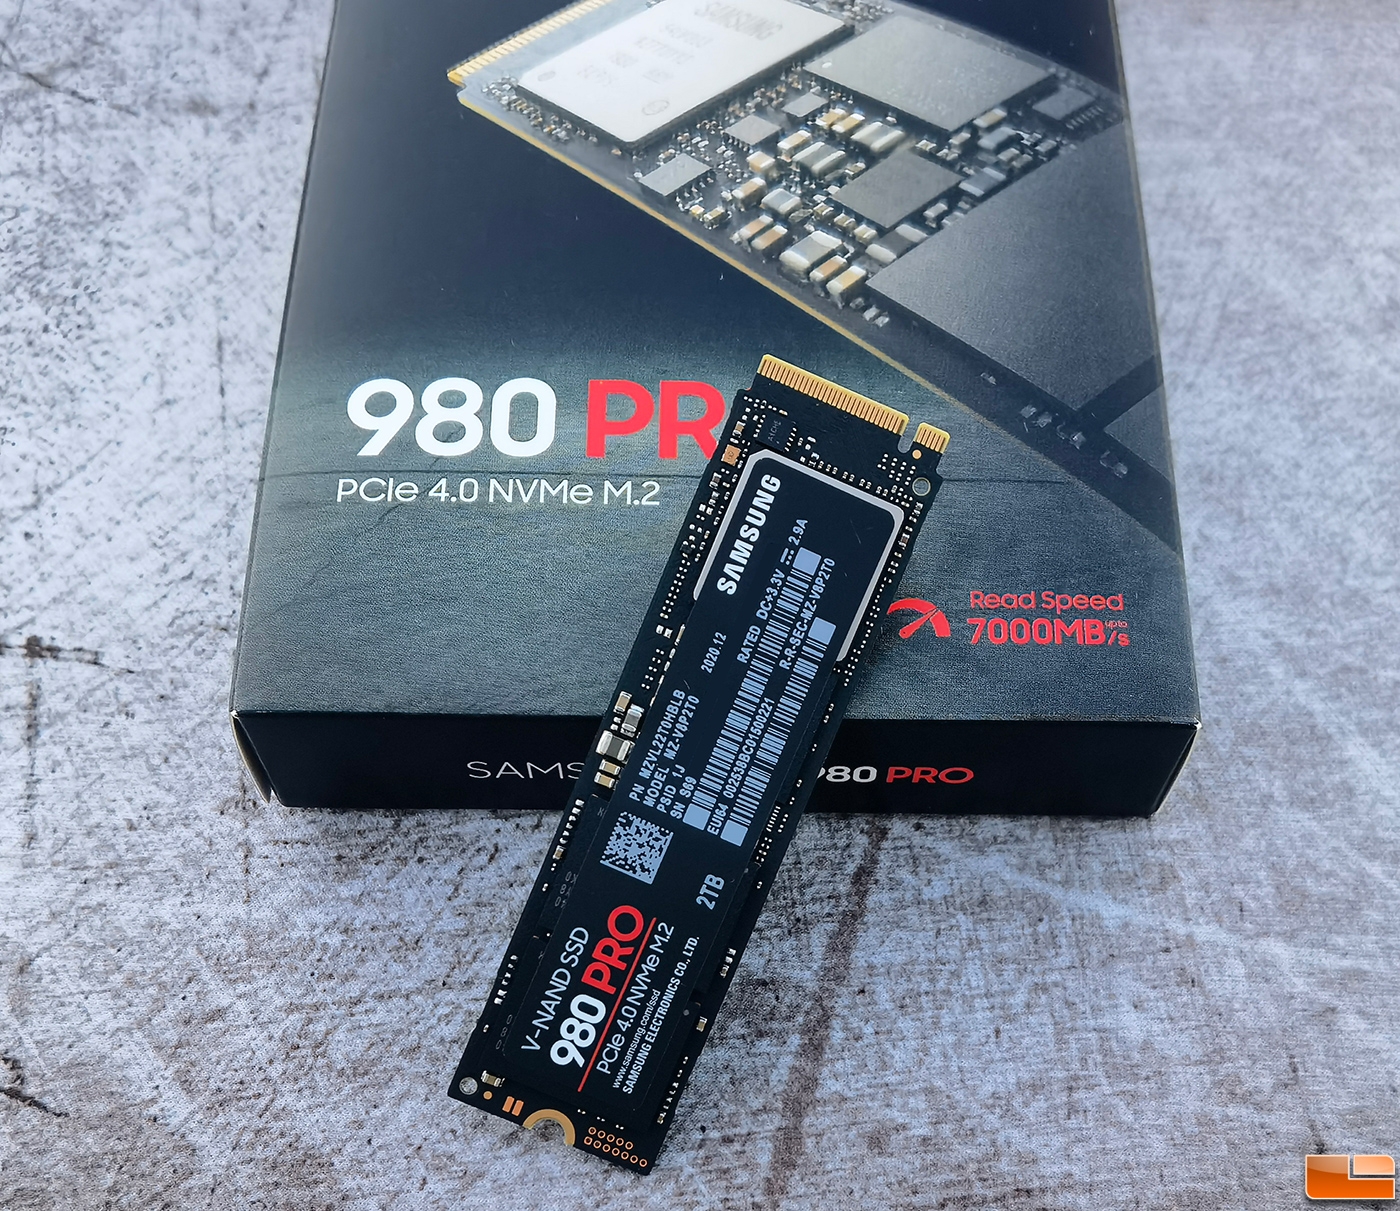 SAMSUNG
980 PR
PCIe 4.0 NVMe M.2
Read Speed
up to
7000MB/s
SAMS
980 PRO
SAMSUNG
2020.12
RATED DC+3.3V ⎓ 2.9A
R-R-SEC-MZ-V8P2T0
PN MZVL22T0HBLB
MODEL MZ-V8P2T0
PSID 1J
SN S69
EUI64 002538BC01500221
2TB
V-NAND SSD
980 PRO
PCIe 4.0 NVMe M.2
www.samsung.com/ssd
SAMSUNG ELECTRONICS CO., LTD.